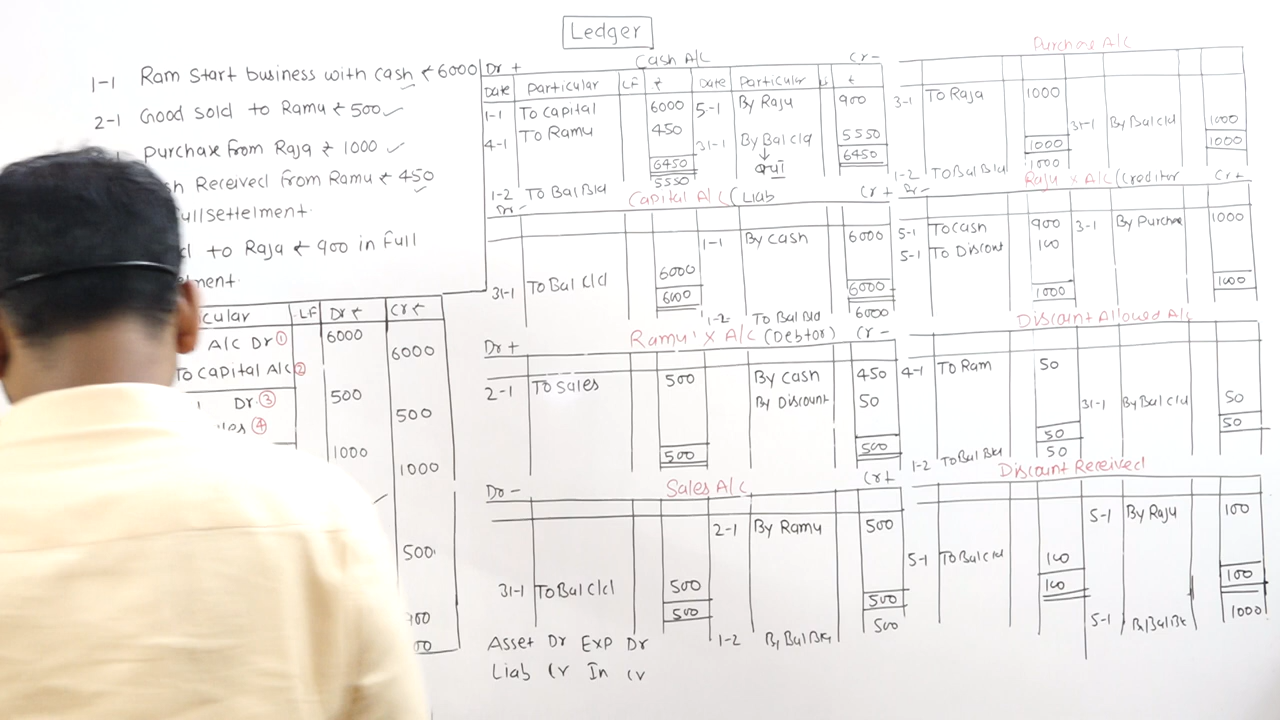 Ledger
1-1 Ram Start business with cash ₹ 6000
2-1 Good sold to Ramu ₹ 500
Purchase from Raja ₹ 1000
Received from Ramu ₹ 450
to Raja ₹ 900 in Full
LF Dr ₹ Cr ₹
A/C Dr ① 6000
To Capital A/C ② 6000
Dr. ③ 500
④ 500
1000
1000
500
Dr + Cash A/C Cr -
Date Particular LF ₹ Date Particular ₹
1-1 To Capital 6000 5-1 By Raju 900
4-1 To Ramu 450 31-1 By Bal C/d 5550
6450 6450
1-2 To Bal B/d 5550
Dr - Capital A/C (Liab Cr +
1-1 By Cash 6000
31-1 To Bal C/d 6000
6000 6000
1-2 To Bal B/d 6000
Dr + Ramu's A/C (Debtor) Cr -
2-1 To Sales 500 By Cash 450
By Discount 50
500 500
Dr - Sales A/C Cr +
2-1 By Ramu 500
31-1 To Bal C/d 500
500 500
1-2 By Bal B/d 500
Asset Dr Exp Dr
Liab Cr In Cr
Purchase A/C
3-1 To Raja 1000
31-1 By Bal C/d 1000
1000 1000
1-2 To Bal B/d 1000
Dr - A/C (Creditor Cr +
5-1 To Cash 900 3-1 By Purchase 1000
5-1 To Discount 100
1000 1000
Discount Allowed A/c
4-1 To Ram 50
31-1 By Bal C/d 50
50 50
1-2 To Bal B/d 50
Discount Received
5-1 By Raju 100
5-1 To Bal C/d 100
100 100
5-1 By Bal B/d 1000